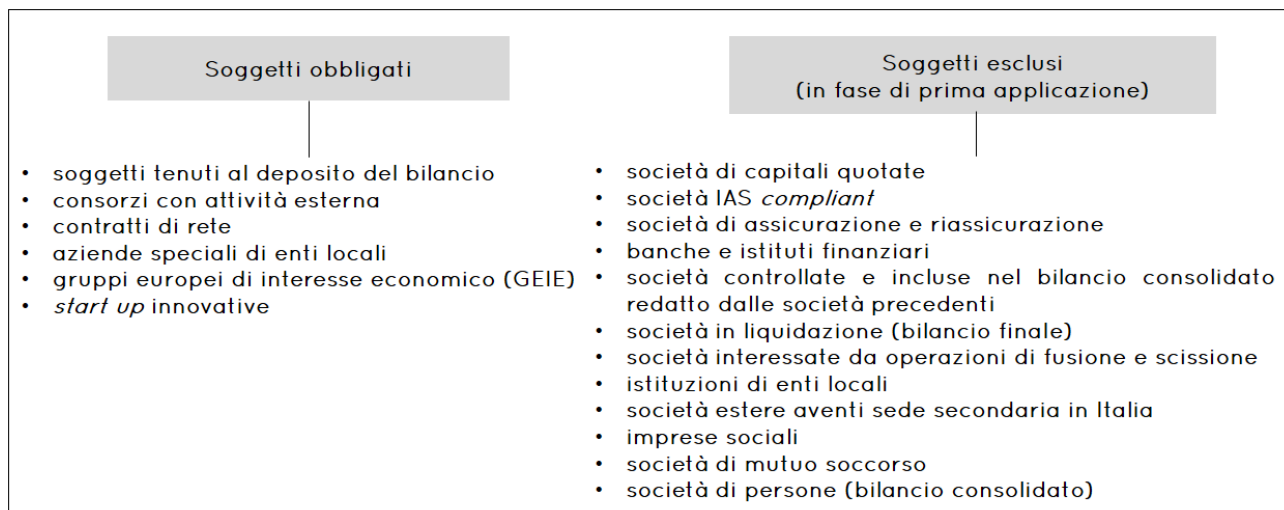 Soggetti obbligati
• soggetti tenuti al deposito del bilancio
• consorzi con attività esterna
• contratti di rete
• aziende speciali di enti locali
• gruppi europei di interesse economico (GEIE)
• start up innovative
Soggetti esclusi
(in fase di prima applicazione)
• società di capitali quotate
• società IAS compliant
• società di assicurazione e riassicurazione
• banche e istituti finanziari
• società controllate e incluse nel bilancio consolidato
redatto dalle società precedenti
• società in liquidazione (bilancio finale)
• società interessate da operazioni di fusione e scissione
• istituzioni di enti locali
• società estere aventi sede secondaria in Italia
• imprese sociali
• società di mutuo soccorso
• società di persone (bilancio consolidato)